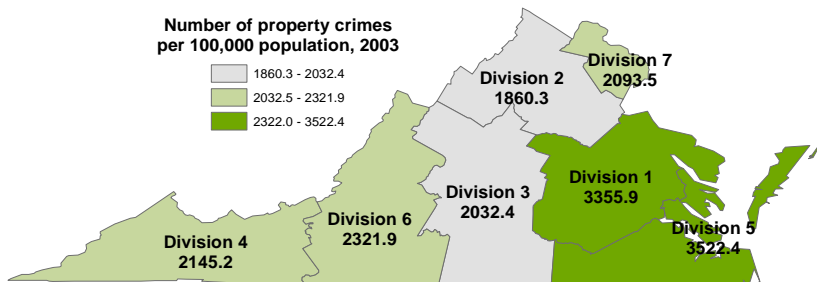 Number of property crimes
per 100,000 population, 2003
1860.3 - 2032.4
2032.5 - 2321.9
2322.0 - 3522.4
Division 7
2093.5
Division 2
1860.3
Division 1
3355.9
Division 3
2032.4
Division 6
2321.9
Division 5
3522.4
Division 4
2145.2